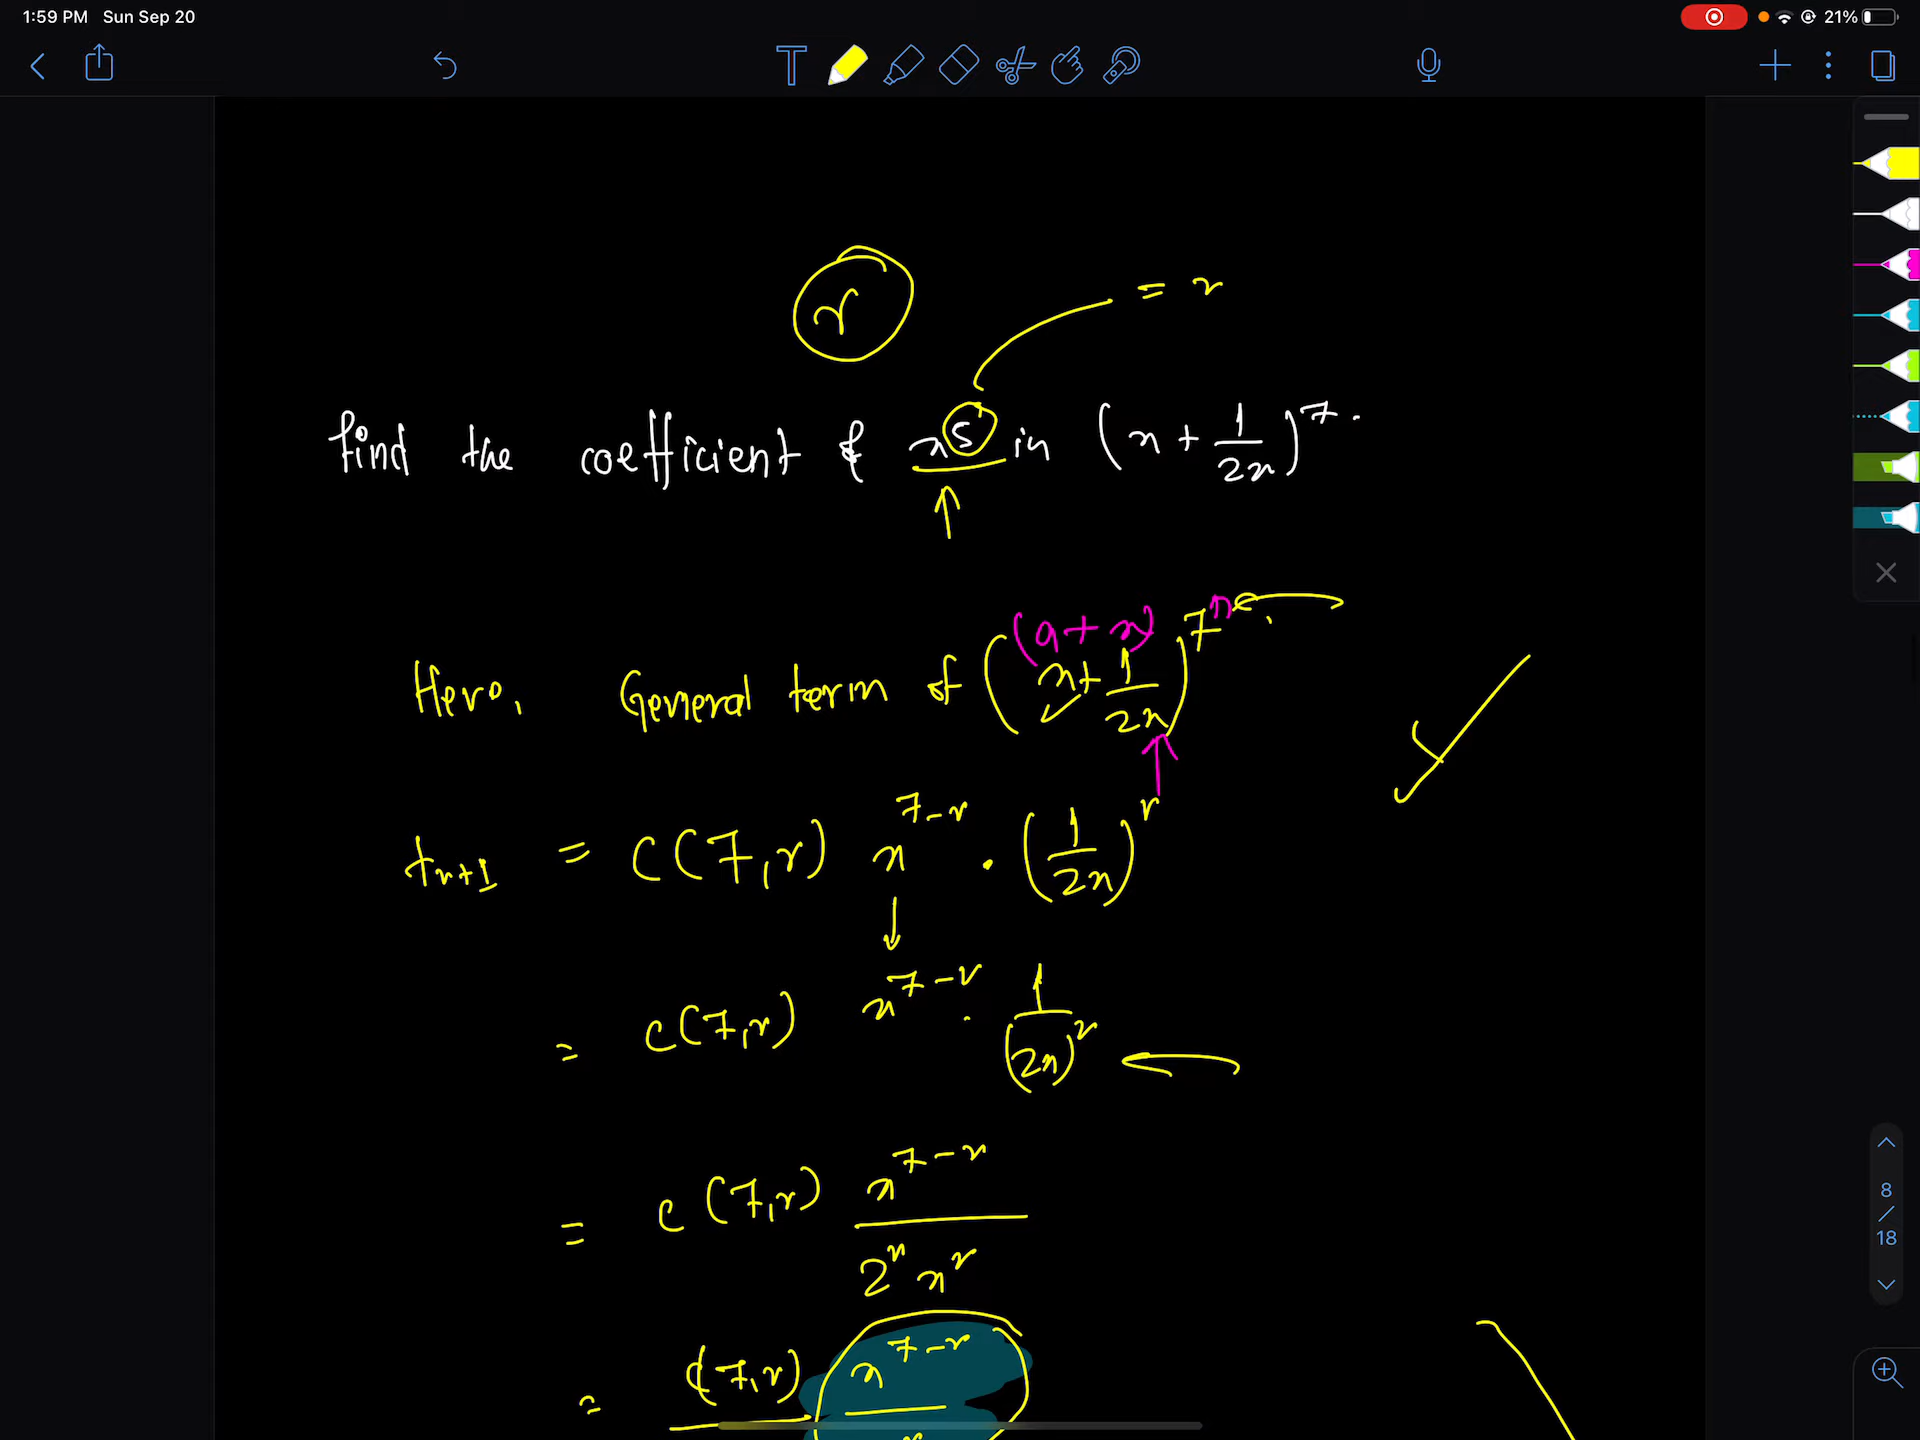 1:59 PM Sun Sep 20
21%
r
= r
find the coefficient of x^5 in (x + 1/2x)^7.
(a + x)^n
Here, General term of (x + 1/2x)^7
t_{r+1} = C(7,r) x^{7-r} · (1/2x)^r
= C(7,r) x^{7-r} · 1/(2x)^r
= C(7,r) x^{7-r}/2^r x^r
= C(7,r) x^{7-r}
8
/
18